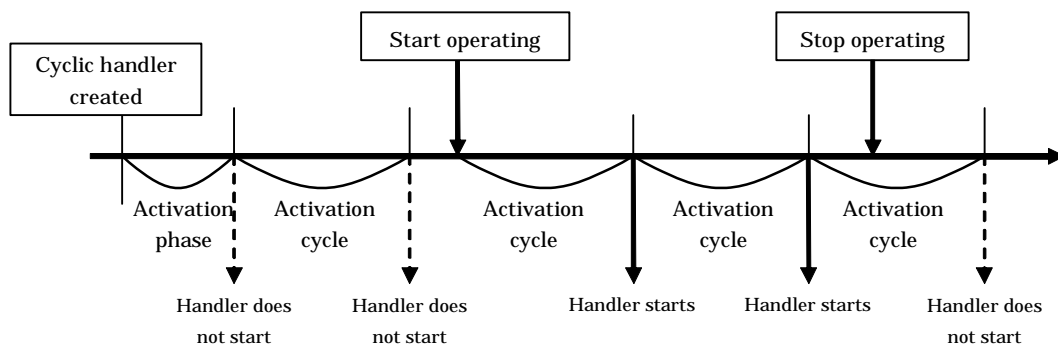 Start operating
Stop operating
Cyclic handler
created
Activation
phase
Activation
cycle
Activation
cycle
Activation
cycle
Activation
cycle
Handler does
not start
Handler does
not start
Handler starts
Handler starts
Handler does
not start